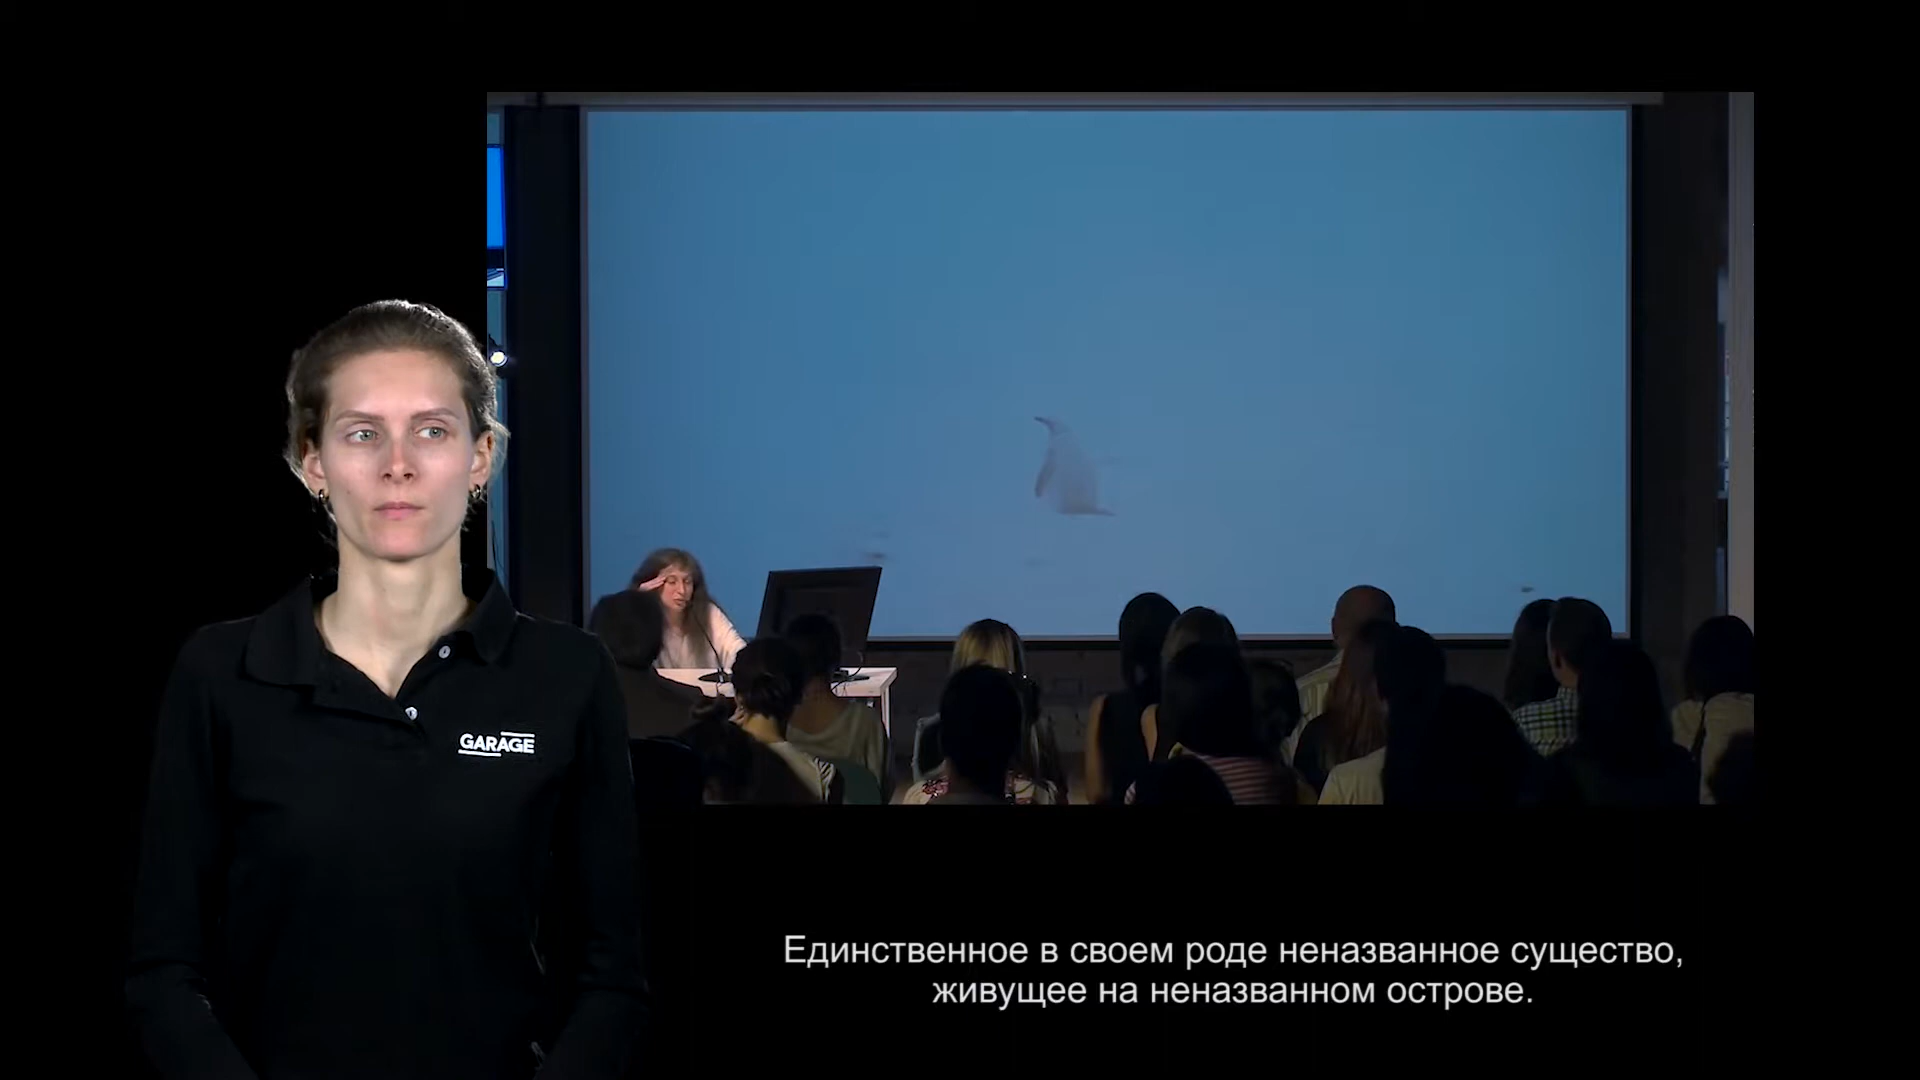 GARAGE
Единственное в своем роде неназванное существо,
живущее на неназванном острове.